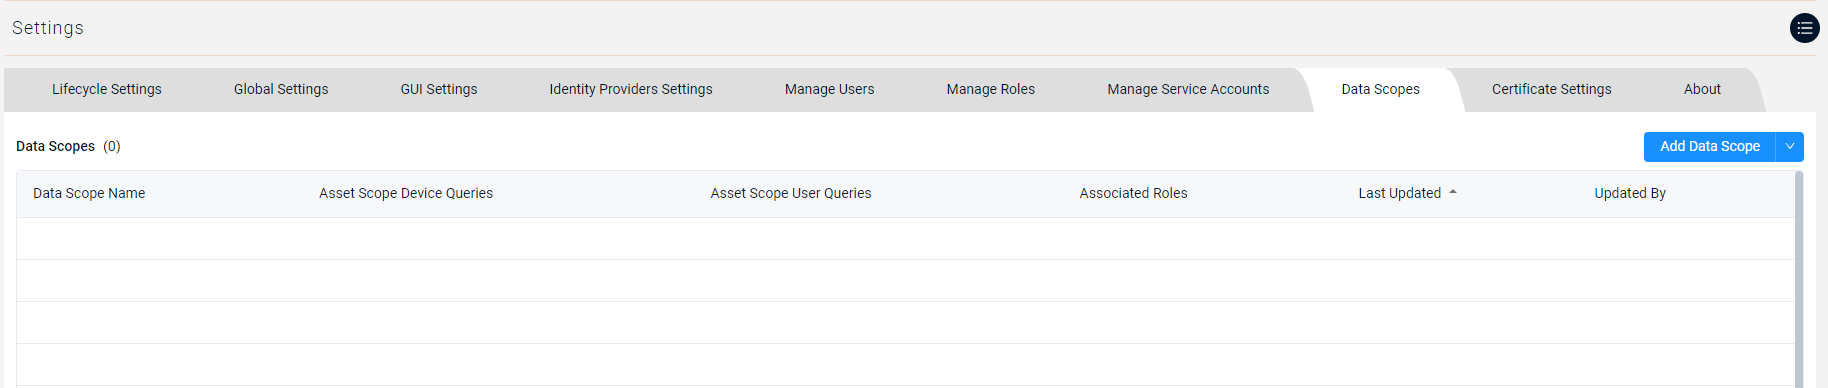 Settings
Lifecycle Settings Global Settings GUI Settings Identity Providers Settings Manage Users Manage Roles Manage Service Accounts Data Scopes Certificate Settings About
Data Scopes (0) Add Data Scope
Data Scope Name Asset Scope Device Queries Asset Scope User Queries Associated Roles Last Updated Updated By